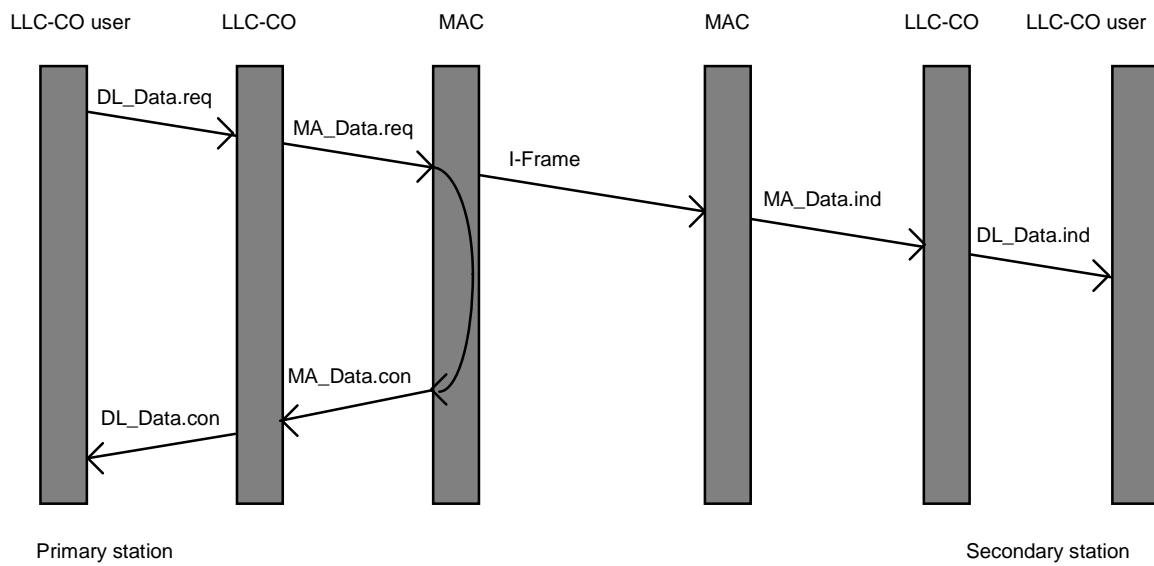 LLC-CO user
LLC-CO
MAC
MAC
LLC-CO
LLC-CO user
DL_Data.req
MA_Data.req
I-Frame
MA_Data.ind
DL_Data.ind
MA_Data.con
DL_Data.con
Primary station
Secondary station